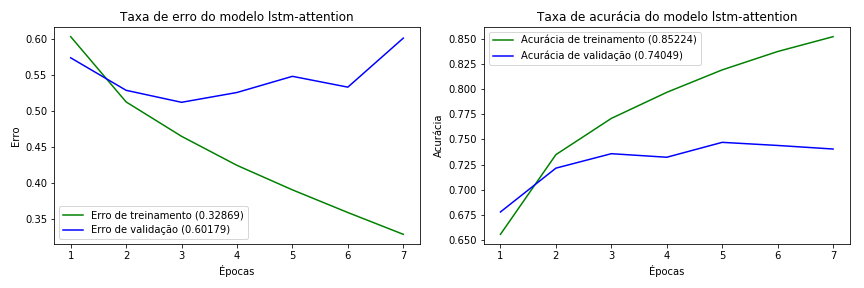 Taxa de erro do modelo lstm-attention
0.60
0.55
0.50
0.45
0.40
0.35
Erro
Erro de treinamento (0.32869)
Erro de validação (0.60179)
1 2 3 4 5 6 7
Épocas
Taxa de acurácia do modelo lstm-attention
0.850
0.825
0.800
0.775
0.750
0.725
0.700
0.675
0.650
Acurácia
Acurácia de treinamento (0.85224)
Acurácia de validação (0.74049)
1 2 3 4 5 6 7
Épocas